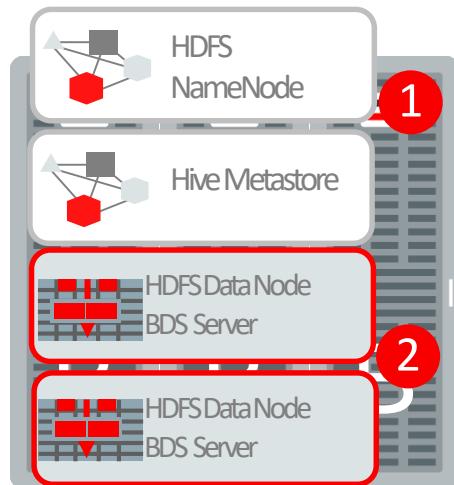 HDFS
NameNode
1
Hive Metastore
HDFS Data Node
BDS Server
2
HDFS Data Node
BDS Server